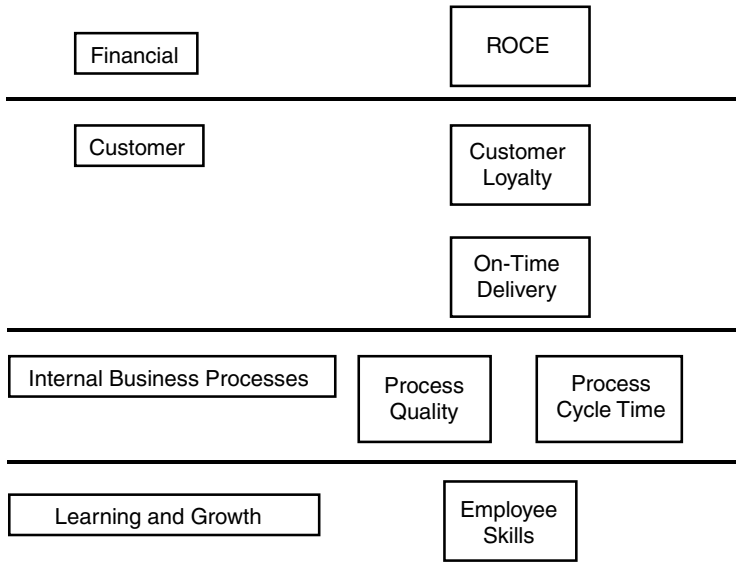 Financial
ROCE
Customer
Customer
Loyalty
On-Time
Delivery
Internal Business Processes
Process
Quality
Process
Cycle Time
Learning and Growth
Employee
Skills